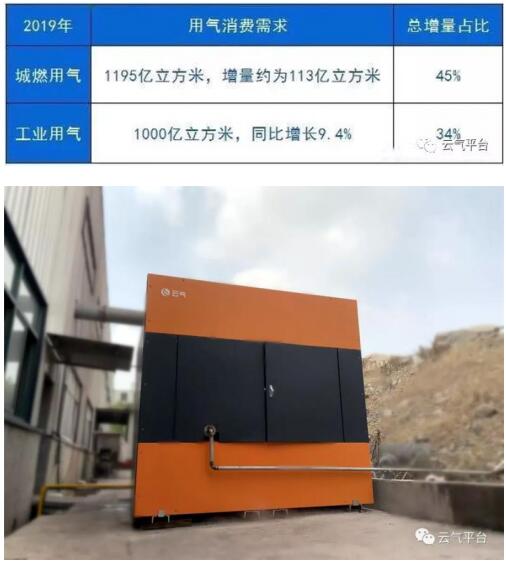 2019年 用气消费需求 总增量占比
城燃用气 1195亿立方米，增量约为113亿立方米 45%
工业用气 1000亿立方米，同比增长9.4% 34%
云气平台
云气
云气平台